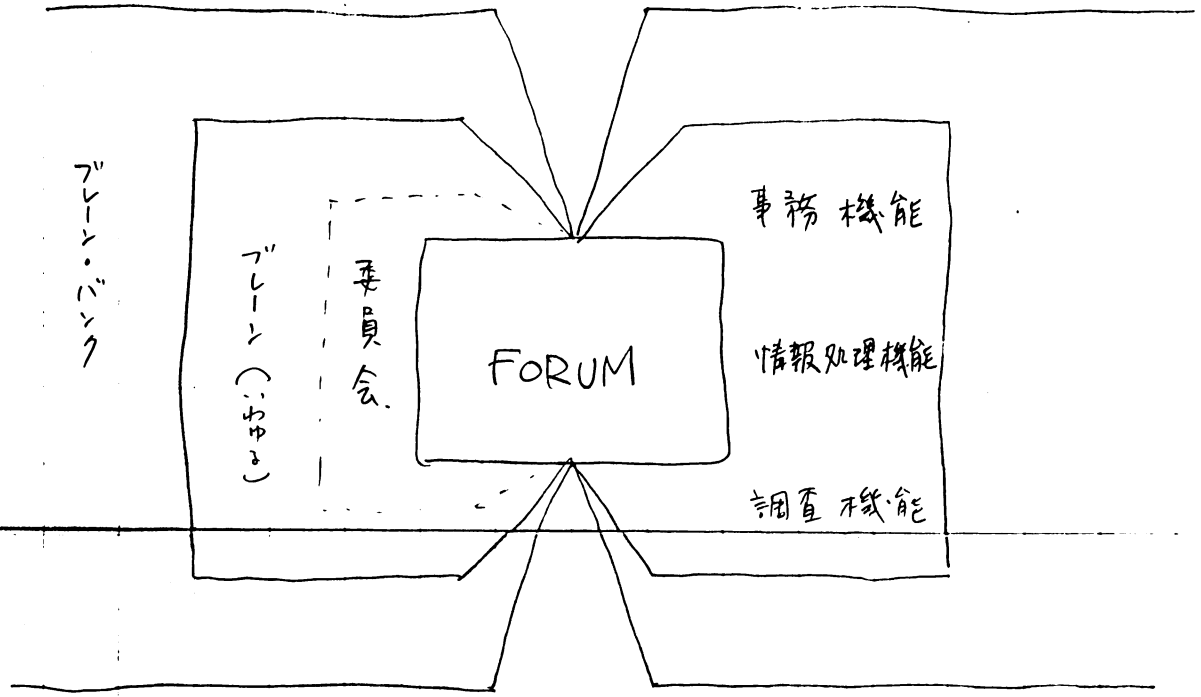 ブレーン・バンク
ブレーン(いわゆる)
委員会.
FORUM
事務機能
情報処理機能
調査機能